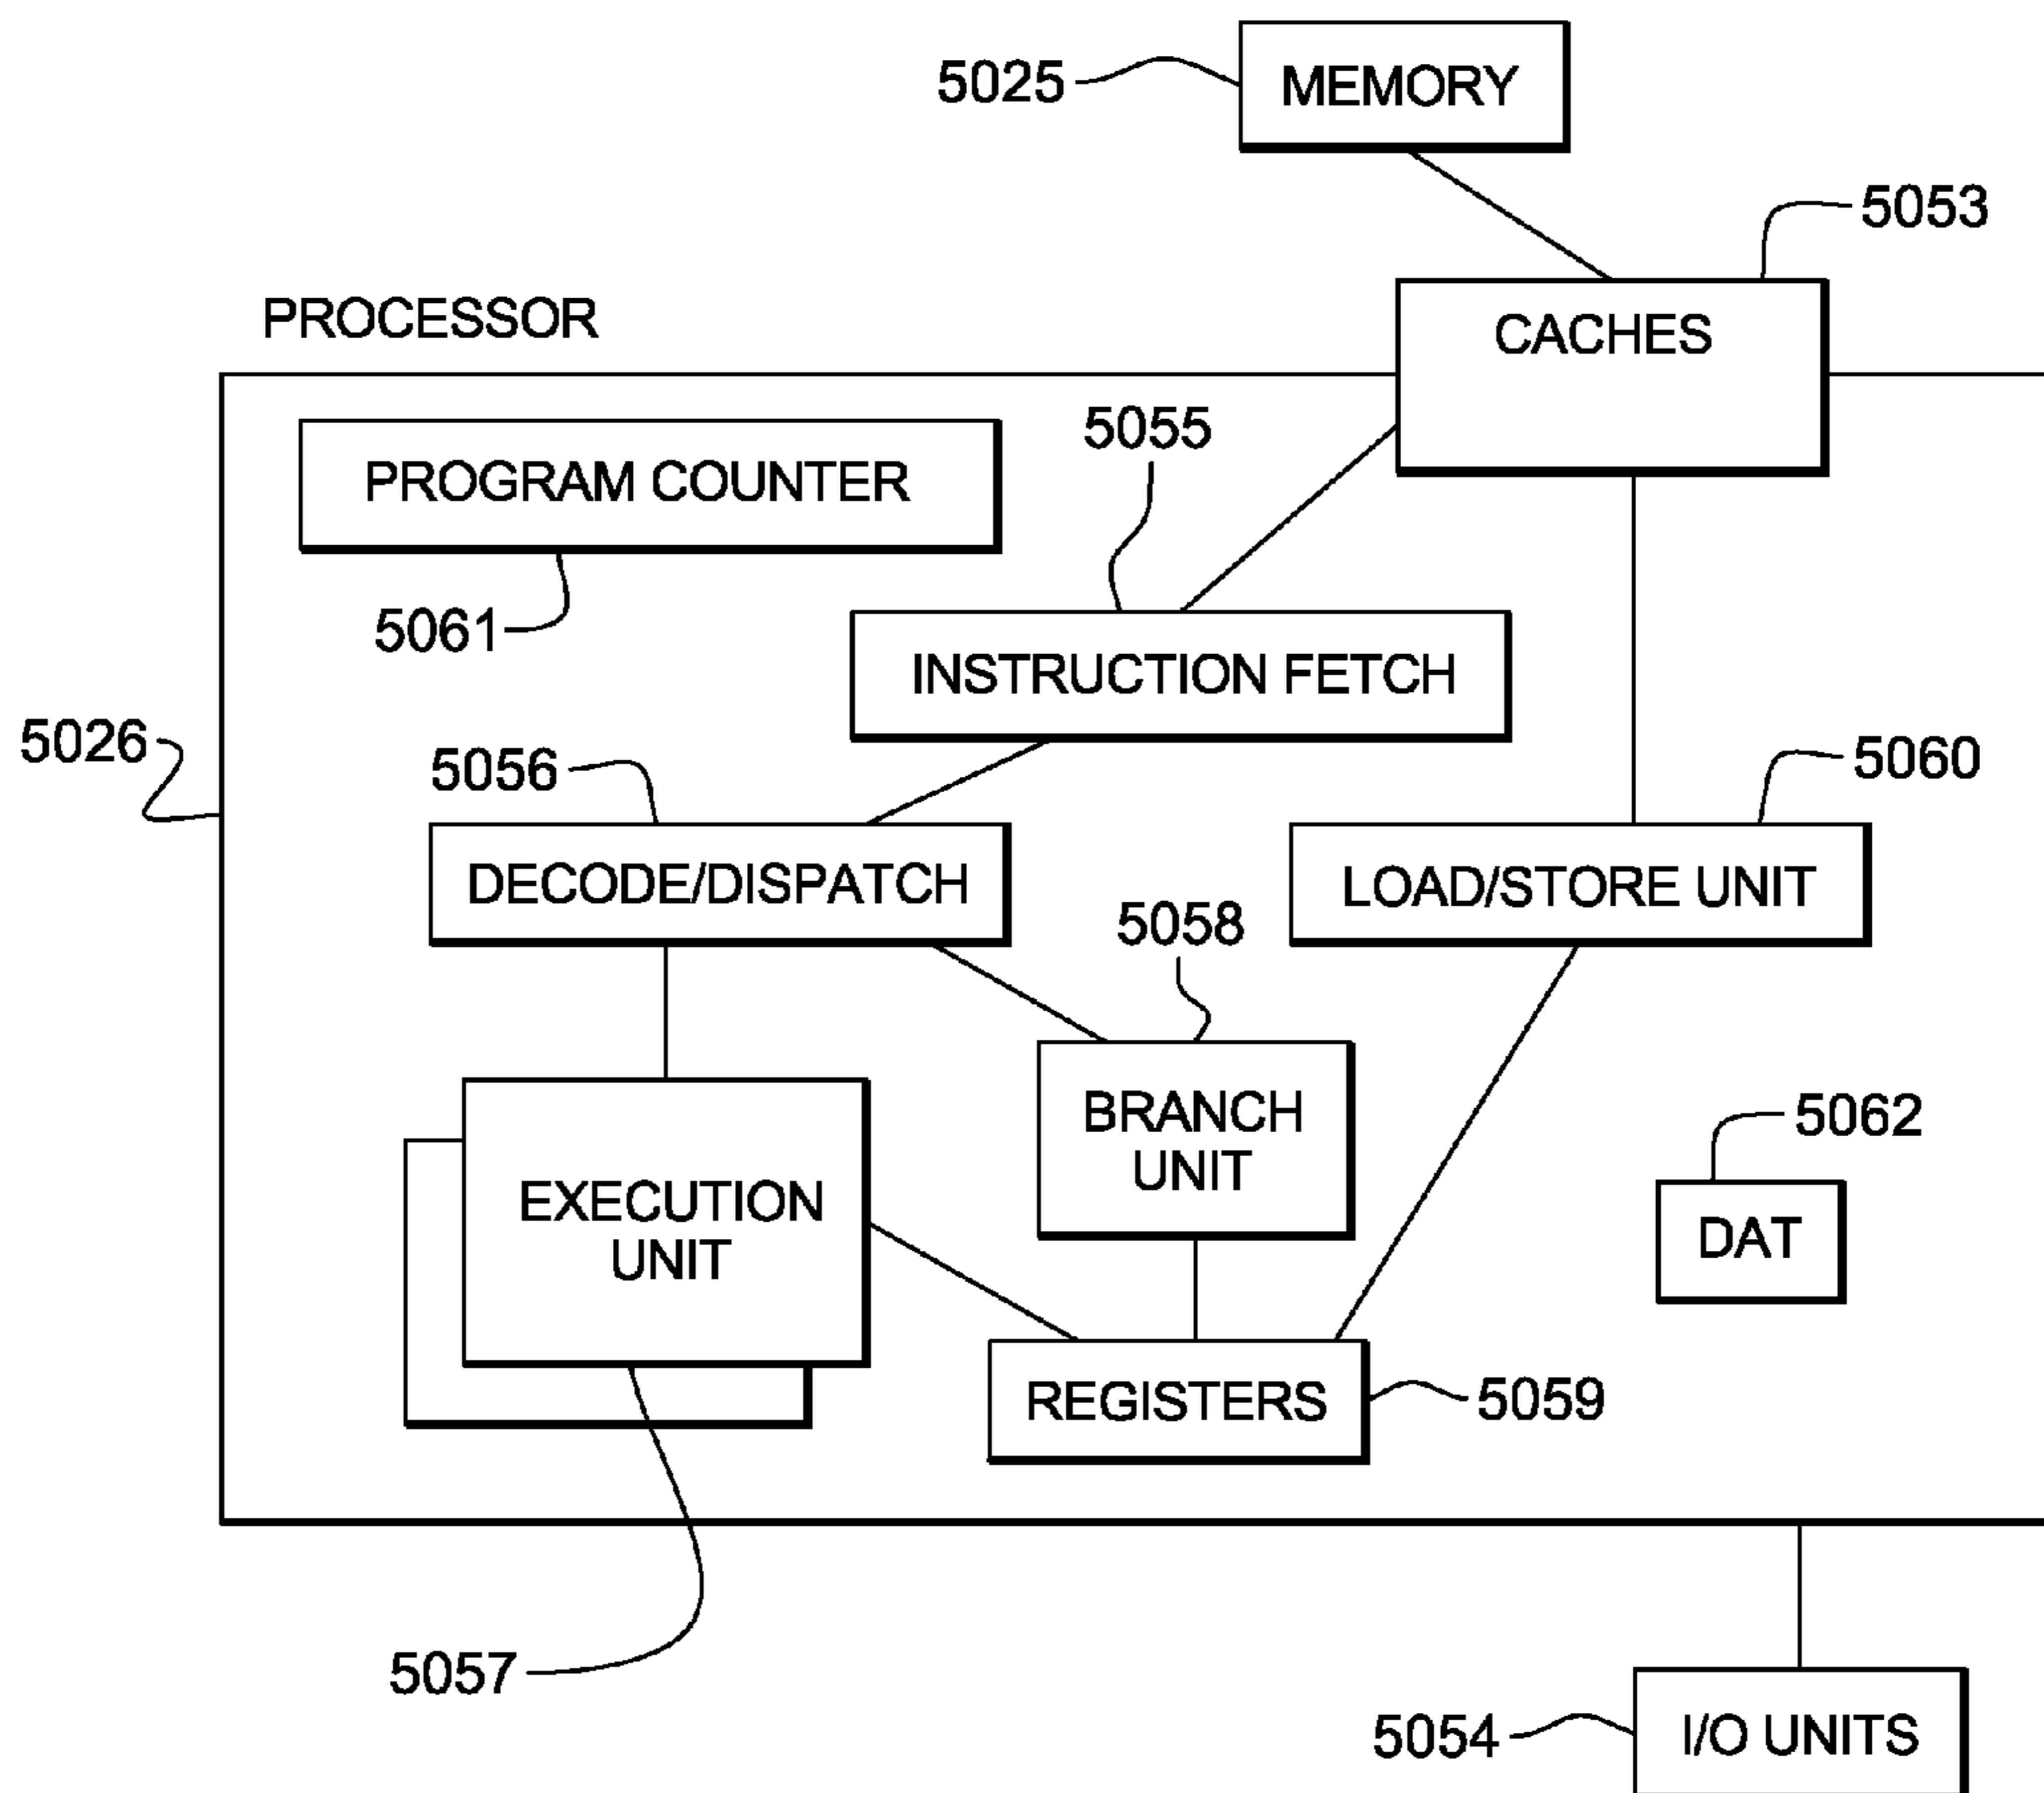 5025
MEMORY
5053
CACHES
PROCESSOR
5055
PROGRAM COUNTER
5061
INSTRUCTION FETCH
5026
5056
5060
DECODE/DISPATCH
LOAD/STORE UNIT
5058
BRANCH
UNIT
5062
EXECUTION
UNIT
DAT
REGISTERS
5059
5057
5054
I/O UNITS